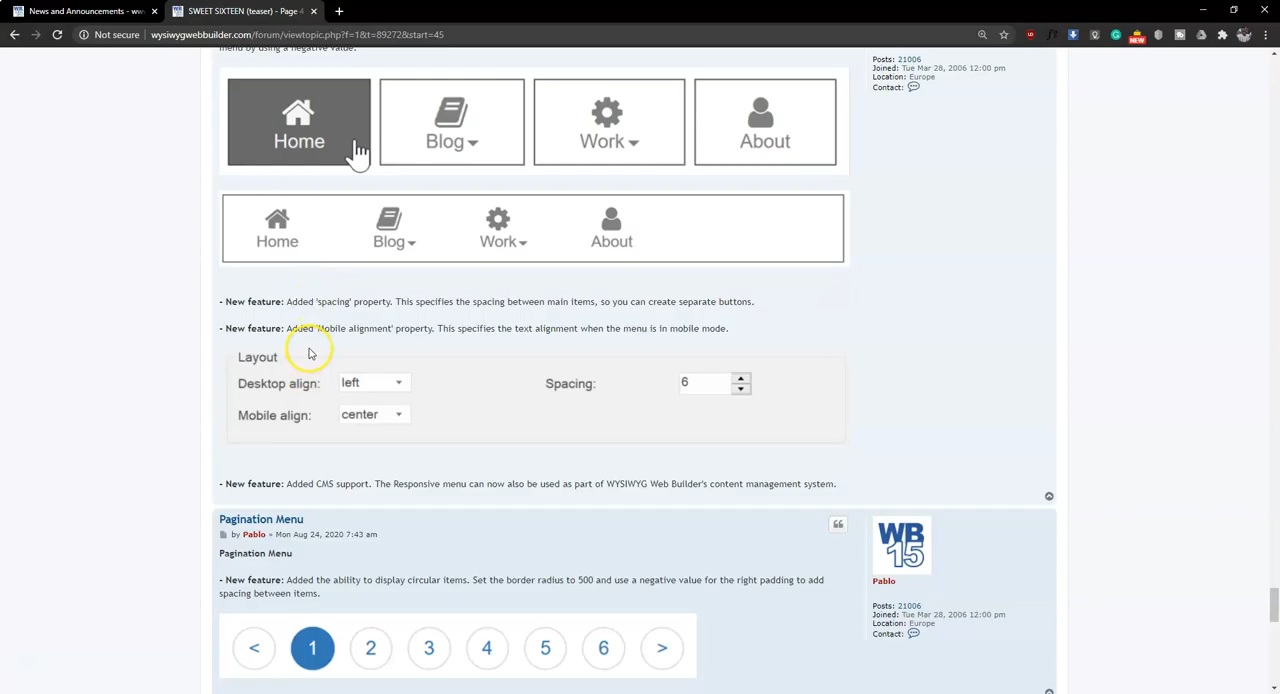 News and Announcements - ww
SWEET SIXTEEN (teaser) - Page 4
Not secure | wysiwygwebbuilder.com/forum/viewtopic.php?f=1&t=89272&start=45
NEW
menu by using a negative value.
Posts: 21006
Joined: Tue Mar 28, 2006 12:00 pm
Location: Europe
Contact:
Home
Blog
Work
About
Home
Blog
Work
About
- New feature: Added 'spacing' property. This specifies the spacing between main items, so you can create separate buttons.
- New feature: Added 'Mobile alignment' property. This specifies the text alignment when the menu is in mobile mode.
Layout
Desktop align: left Spacing: 6
Mobile align: center
- New feature: Added CMS support. The Responsive menu can now also be used as part of WYSIWYG Web Builder's content management system.
Pagination Menu
by Pablo » Mon Aug 24, 2020 7:43 am
Pagination Menu
- New feature: Added the ability to display circular items. Set the border radius to 500 and use a negative value for the right padding to add
spacing between items.
< 1 2 3 4 5 6 >
WB
15
Pablo
Posts: 21006
Joined: Tue Mar 28, 2006 12:00 pm
Location: Europe
Contact: